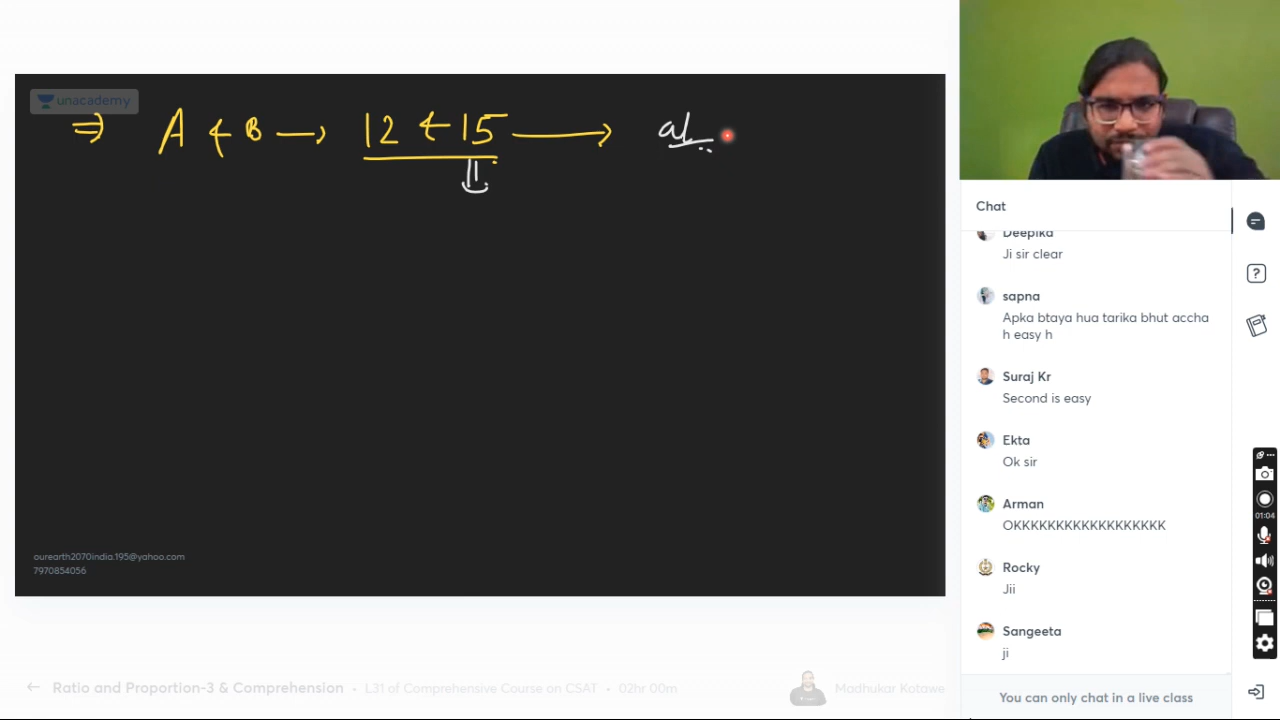 unacademy
⇒ A & B → 12 & 15 → al
ourearth2070india.195@yahoo.com
7970854056
← Ratio and Proportion-3 & Comprehension • L31 of Comprehensive Course on CSAT • 02hr 00m
Madhukar Kotawe
Chat
Deepika
Ji sir clear
sapna
Apka btaya hua tarika bhut accha
h easy h
Suraj Kr
Second is easy
Ekta
Ok sir
Arman
OKKKKKKKKKKKKKKKKKK
Rocky
Jii
Sangeeta
ji
You can only chat in a live class
01:04